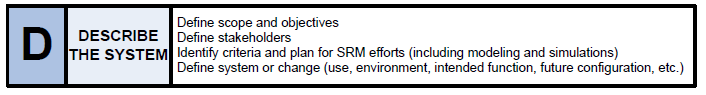 D
DESCRIBE
THE SYSTEM
Define scope and objectives
Define stakeholders
Identify criteria and plan for SRM efforts (including modeling and simulations)
Define system or change (use, environment, intended function, future configuration, etc.)